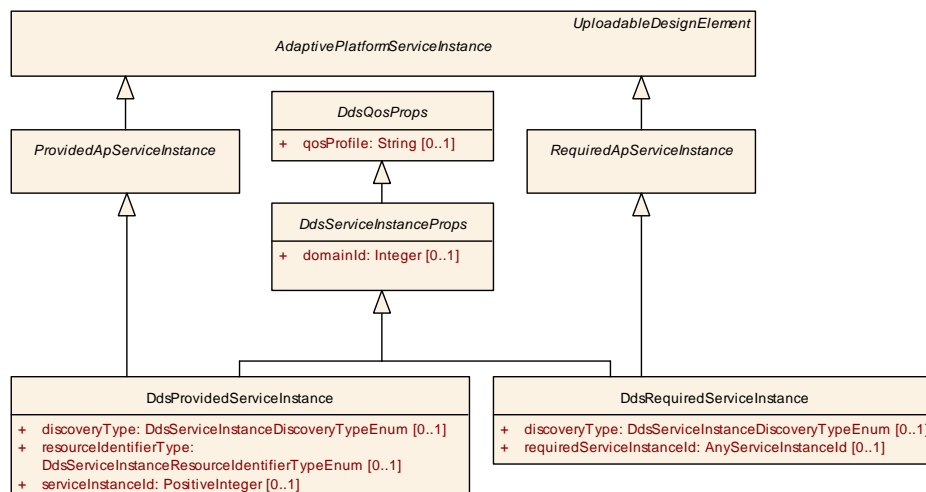 UploadableDesignElement
AdaptivePlatformServiceInstance
DdsQosProps
+ qosProfile: String [0..1]
ProvidedApServiceInstance
RequiredApServiceInstance
DdsServiceInstanceProps
+ domainId: Integer [0..1]
DdsProvidedServiceInstance
+ discoveryType: DdsServiceInstanceDiscoveryTypeEnum [0..1]
+ resourceIdentifierType:
DdsServiceInstanceResourceIdentifierTypeEnum [0..1]
+ serviceInstanceId: PositiveInteger [0..1]
DdsRequiredServiceInstance
+ discoveryType: DdsServiceInstanceDiscoveryTypeEnum [0..1]
+ requiredServiceInstanceId: AnyServiceInstanceId [0..1]